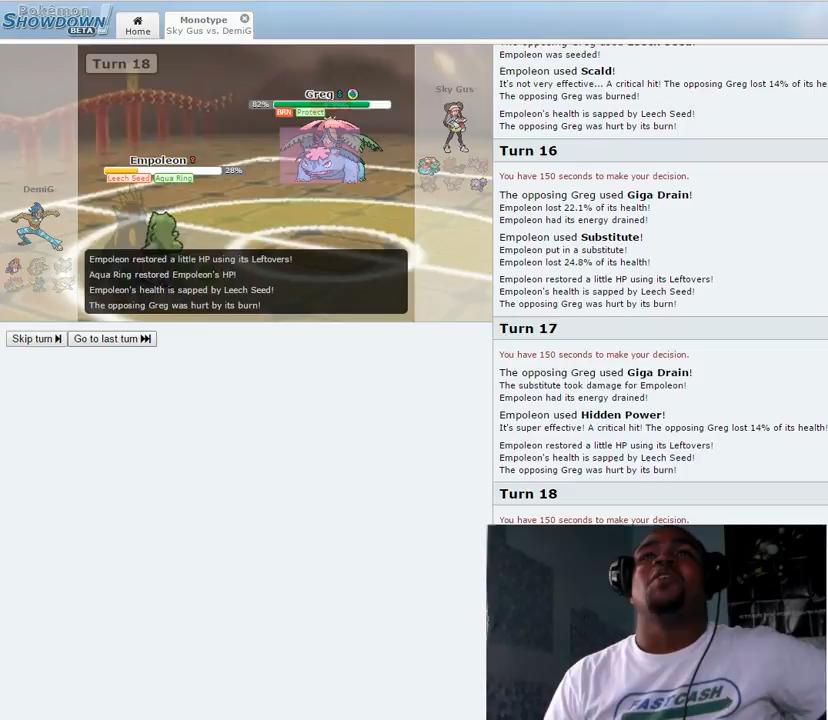 Pokémon
SHOWDOWN!
BETA
Home
Monotype
Sky Gus vs. DemiG
Turn 18
Greg
82%
BRN Protect
Empoleon
28%
Leech Seed Aqua Ring
DemiG
Sky Gus
Empoleon restored a little HP using its Leftovers!
Aqua Ring restored Empoleon's HP!
Empoleon's health is sapped by Leech Seed!
The opposing Greg was hurt by its burn!
Skip turn
Go to last turn
The opposing Greg used Leech Seed!
Empoleon was seeded!
Empoleon used Scald!
It's not very effective... A critical hit! The opposing Greg lost 14% of its he
The opposing Greg was burned!
Empoleon's health is sapped by Leech Seed!
The opposing Greg was hurt by its burn!
Turn 16
You have 150 seconds to make your decision.
The opposing Greg used Giga Drain!
Empoleon lost 22.1% of its health!
Empoleon had its energy drained!
Empoleon used Substitute!
Empoleon put in a substitute!
Empoleon lost 24.8% of its health!
Empoleon restored a little HP using its Leftovers!
Empoleon's health is sapped by Leech Seed!
The opposing Greg was hurt by its burn!
Turn 17
You have 150 seconds to make your decision.
The opposing Greg used Giga Drain!
The substitute took damage for Empoleon!
Empoleon had its energy drained!
Empoleon used Hidden Power!
It's super effective! A critical hit! The opposing Greg lost 14% of its health!
Empoleon restored a little HP using its Leftovers!
Empoleon's health is sapped by Leech Seed!
The opposing Greg was hurt by its burn!
Turn 18
You have 150 seconds to make your decision.
FAST CASH